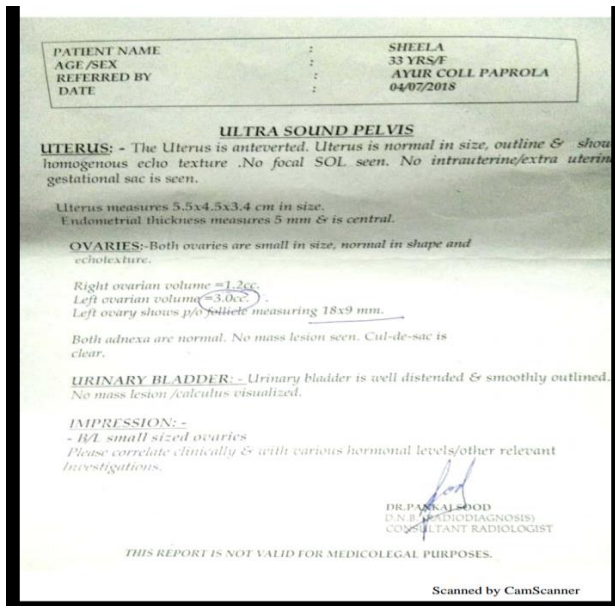 PATIENT NAME : SHEELA
AGE /SEX : 33 YRS/F
REFERRED BY : AYUR COLL PAPROLA
DATE : 04/07/2018
ULTRA SOUND PELVIS
UTERUS: - The Uterus is anteverted. Uterus is normal in size, outline & shou
homogenous echo texture .No focal SOL seen. No intrauterine/extra uterin
gestational sac is seen.
Uterus measures 5.5x4.5x3.4 cm in size.
Endometrial thickness measures 5 mm & is central.
OVARIES:-Both ovaries are small in size, normal in shape and
echotexture.
Right ovarian volume =1.2cc.
Left ovarian volume =3.0cc.
Left ovary shows p/o follicle measuring 18x9 mm.
Both adnexa are normal. No mass lesion seen. Cul-de-sac is
clear.
URINARY BLADDER: - Urinary bladder is well distended & smoothly outlined.
No mass lesion /calculus visualized.
IMPRESSION: -
- B/L small sized ovaries
Please correlate clinically & with various hormonal levels/other relevant
Investigations.
DR.PANKAJ SOOD
D.N.B. (RADIODIAGNOSIS)
CONSULTANT RADIOLOGIST
THIS REPORT IS NOT VALID FOR MEDICOLEGAL PURPOSES.
Scanned by CamScanner